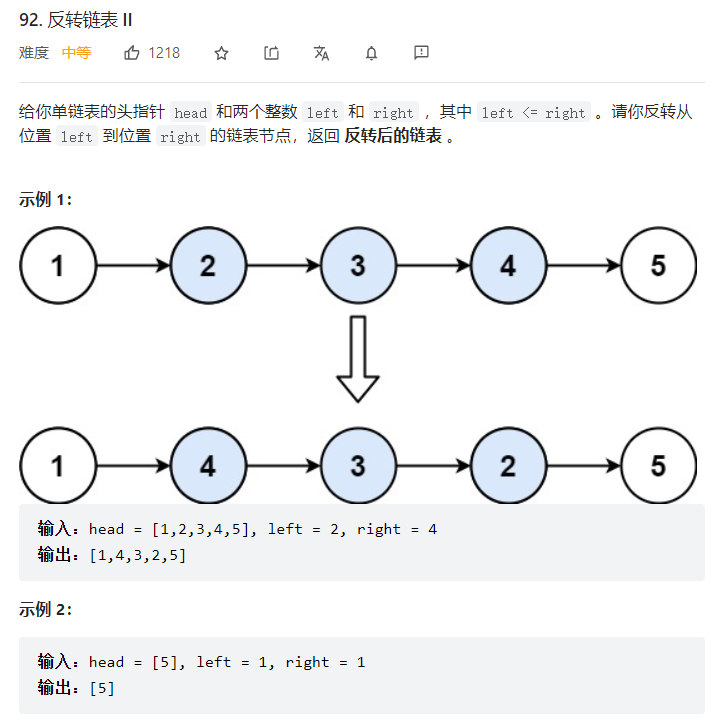 92. 反转链表 II
难度 中等 1218
给你单链表的头指针 head 和两个整数 left 和 right ，其中 left <= right 。请你反转从
位置 left 到位置 right 的链表节点，返回 反转后的链表 。
示例 1：
1 2 3 4 5
1 4 3 2 5
输入：head = [1,2,3,4,5], left = 2, right = 4
输出：[1,4,3,2,5]
示例 2：
输入：head = [5], left = 1, right = 1
输出：[5]